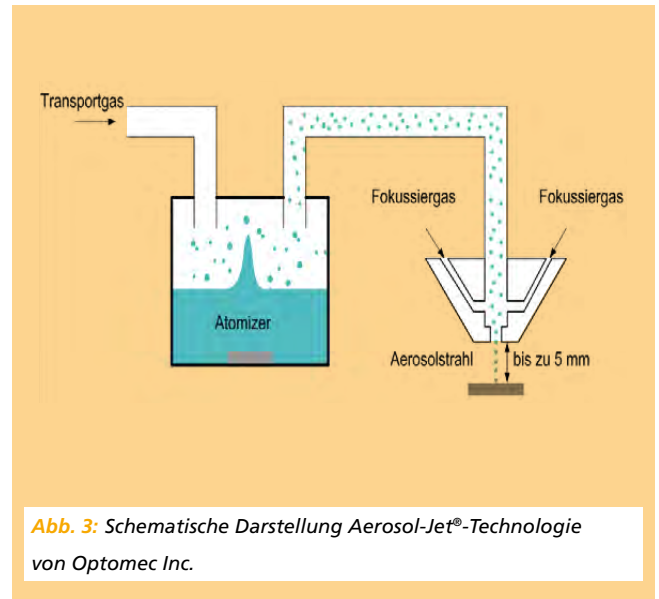 Transportgas
Fokussiergas
Fokussiergas
Atomizer
Aerosolstrahl
bis zu 5 mm
Abb. 3: Schematische Darstellung Aerosol-Jet®-Technologie
von Optomec Inc.